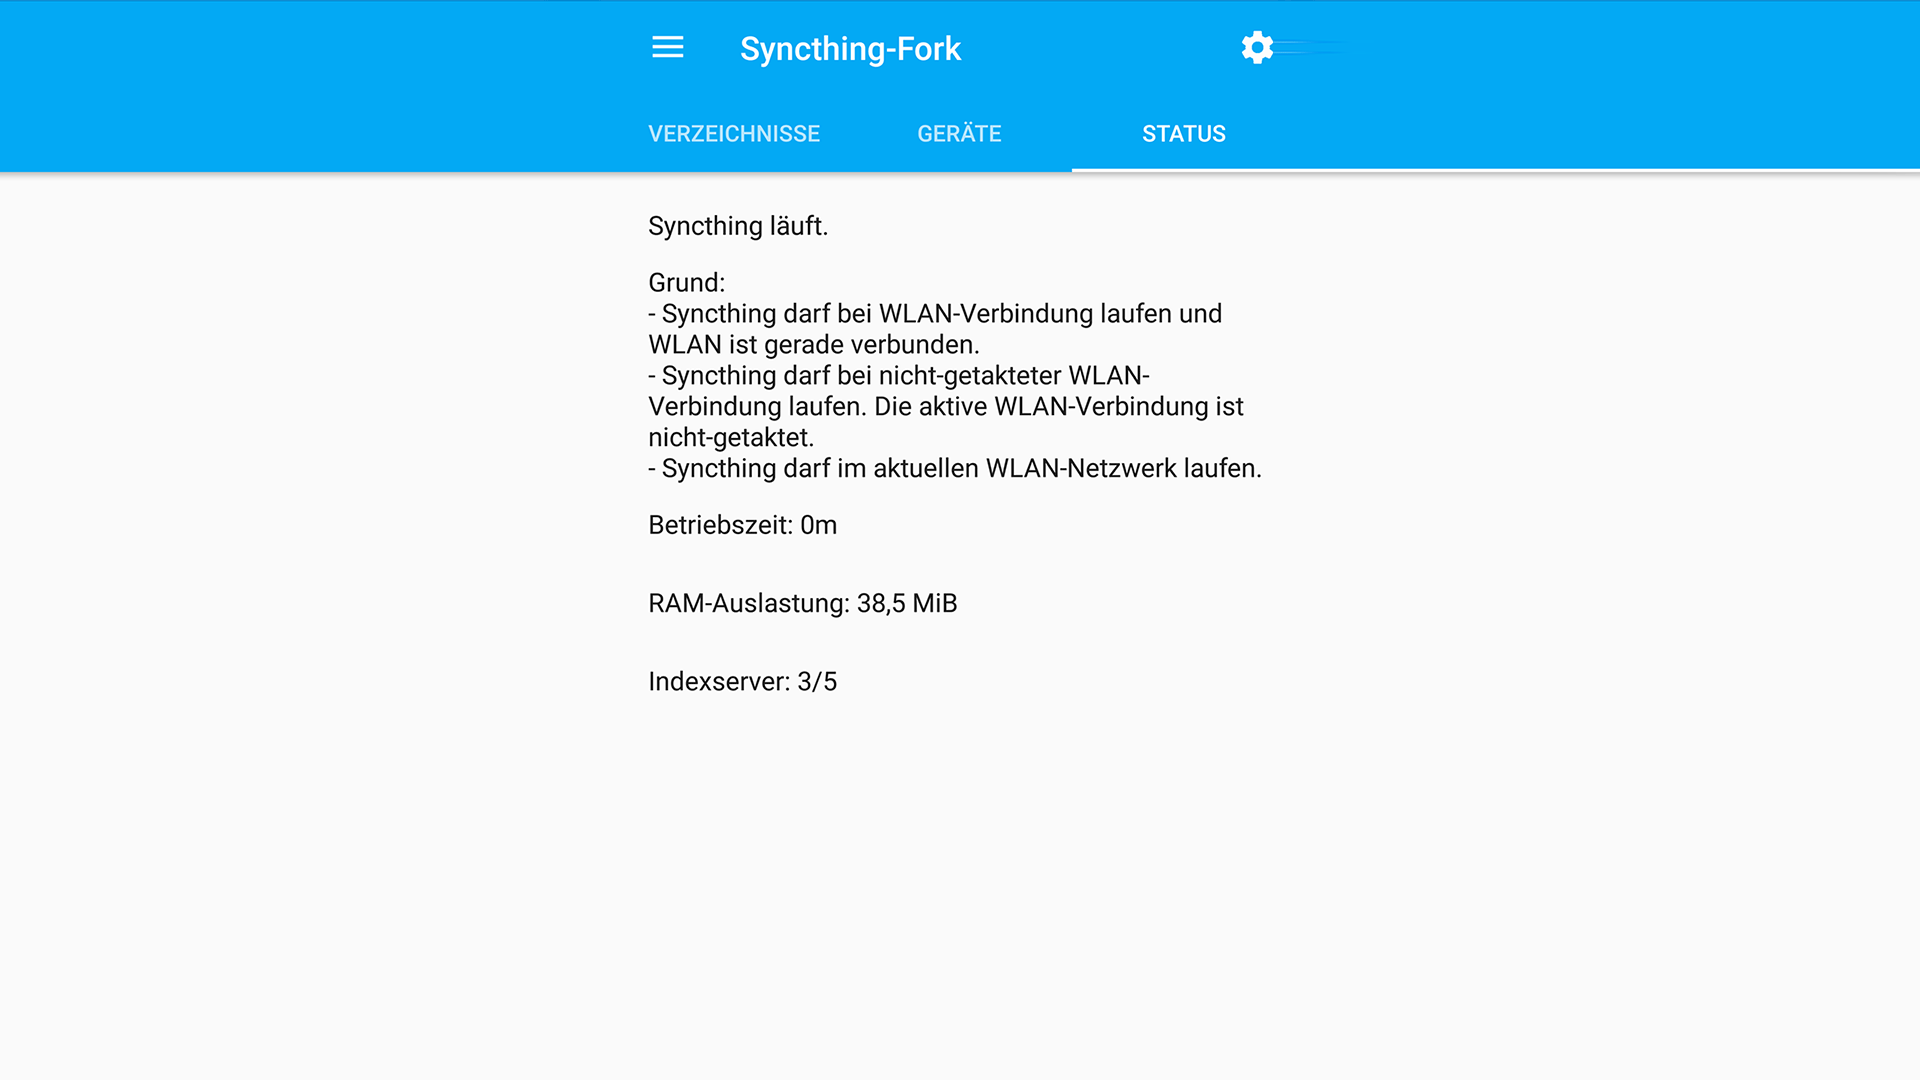 Syncthing-Fork
VERZEICHNISSE
GERÄTE
STATUS
Syncthing läuft.
Grund:
- Syncthing darf bei WLAN-Verbindung laufen und
WLAN ist gerade verbunden.
- Syncthing darf bei nicht-getakteter WLAN-
Verbindung laufen. Die aktive WLAN-Verbindung ist
nicht-getaktet.
- Syncthing darf im aktuellen WLAN-Netzwerk laufen.
Betriebszeit: 0m
RAM-Auslastung: 38,5 MiB
Indexserver: 3/5